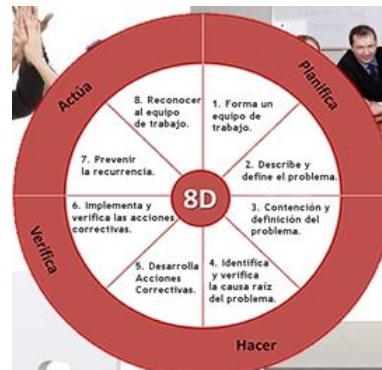 Planifica
1. Forma un
equipo de
trabajo.
2. Describe y
define el problema.
3. Contención y
definición del
problema.
Hacer
4. Identifica
y verifica
la causa raíz
del problema.
5. Desarrolla
Acciones
Correctivas.
Verifica
6. Implementa y
verifica las acciones
correctivas.
Actúa
7. Prevenir
la recurrencia.
8. Reconocer
al equipo
de trabajo.
8D